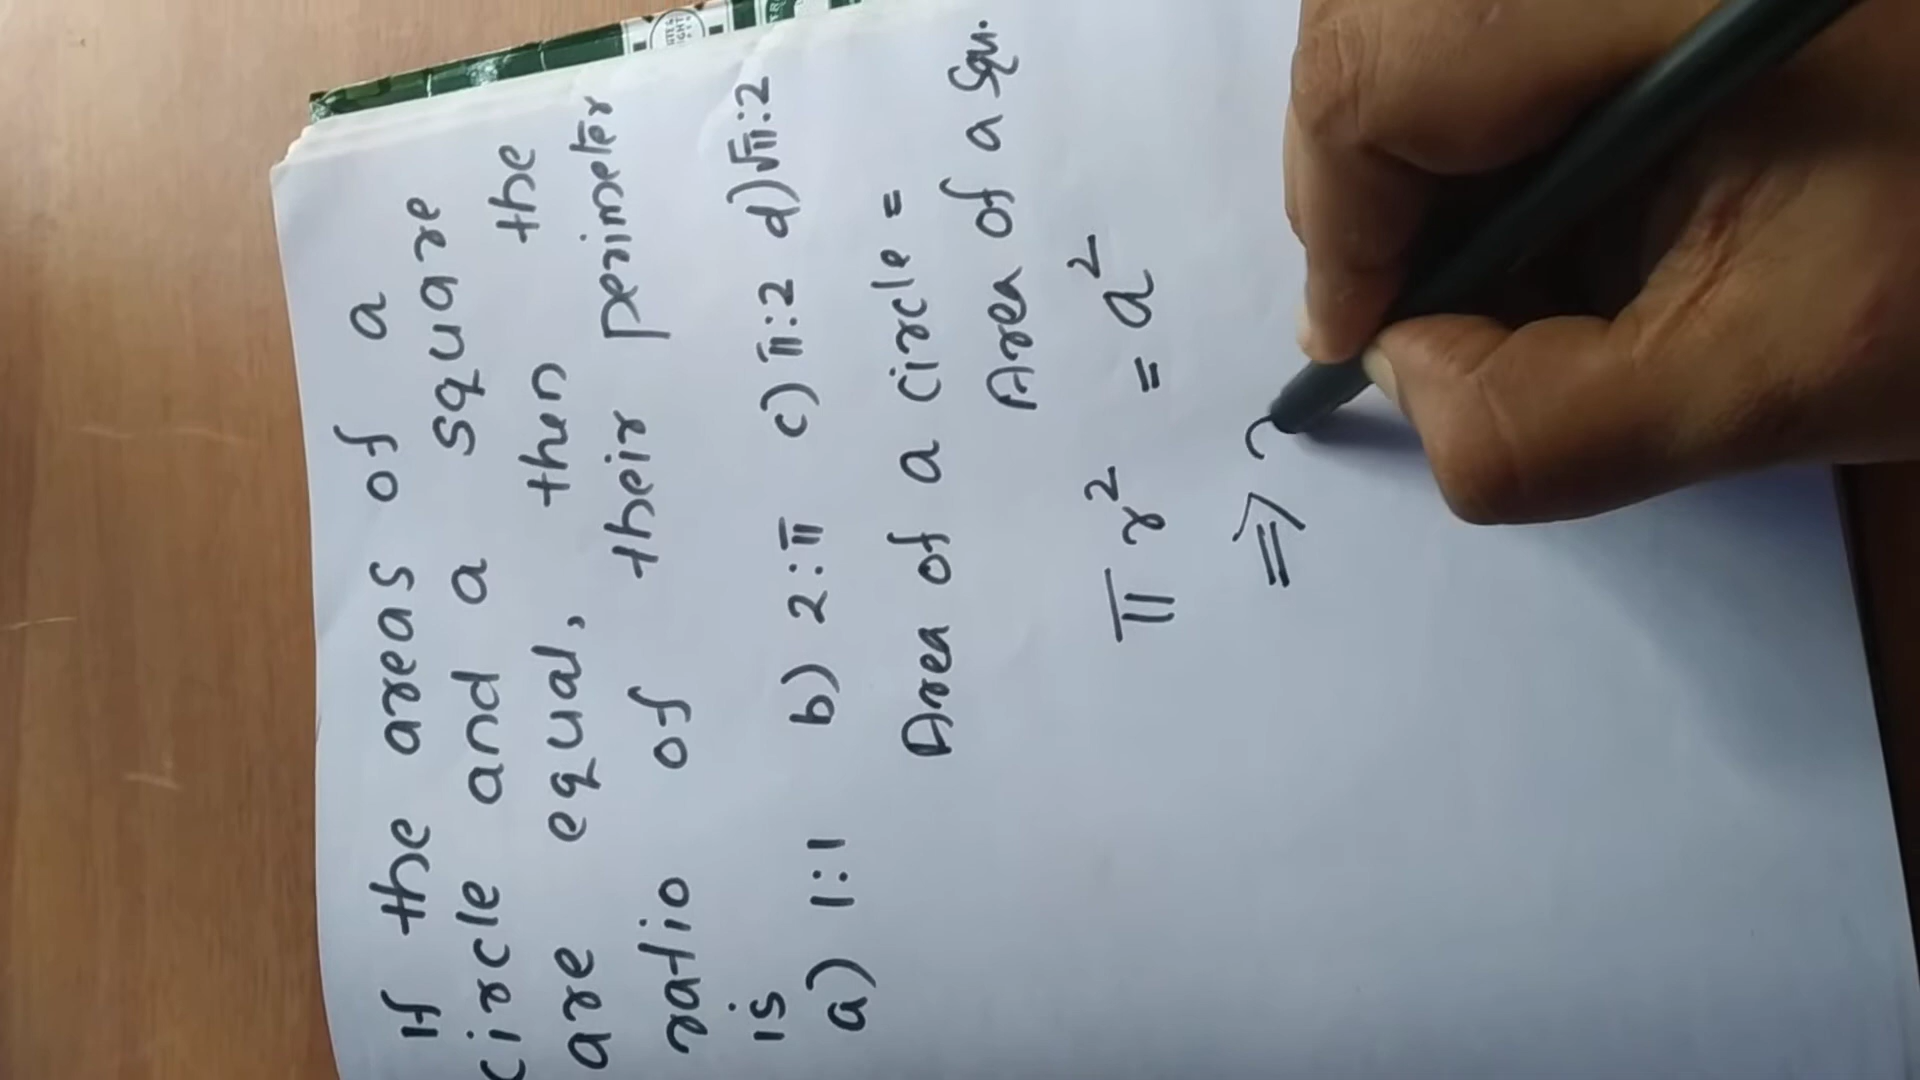 If the areas of a
circle and a square
are equal, then the
ratio of their perimeter
is
a) 1:1 b) 2:π c) π:2 d) √π:2
Area of a circle =
Area of a Squ.
π r² = a²
⇒